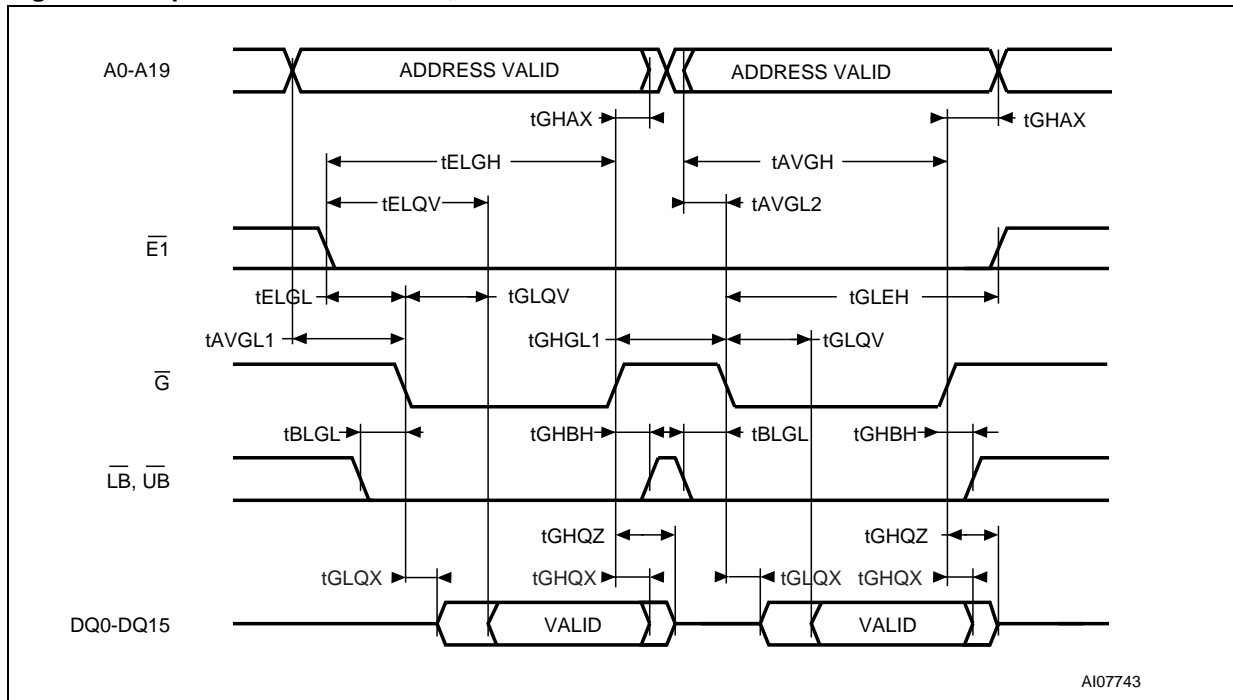 A0-A19 ADDRESS VALID ADDRESS VALID
tGHAX tGHAX
tELGH tAVGH
tELQV tAVGL2
E1
tELGL tGLQV tGLEH
tAVGL1 tGHGL1 tGLQV
G
tBLGL tGHBH tBLGL tGHBH
LB, UB
tGHQZ tGHQZ
tGLQX tGHQX tGLQX tGHQX
DQ0-DQ15 VALID VALID
AI07743